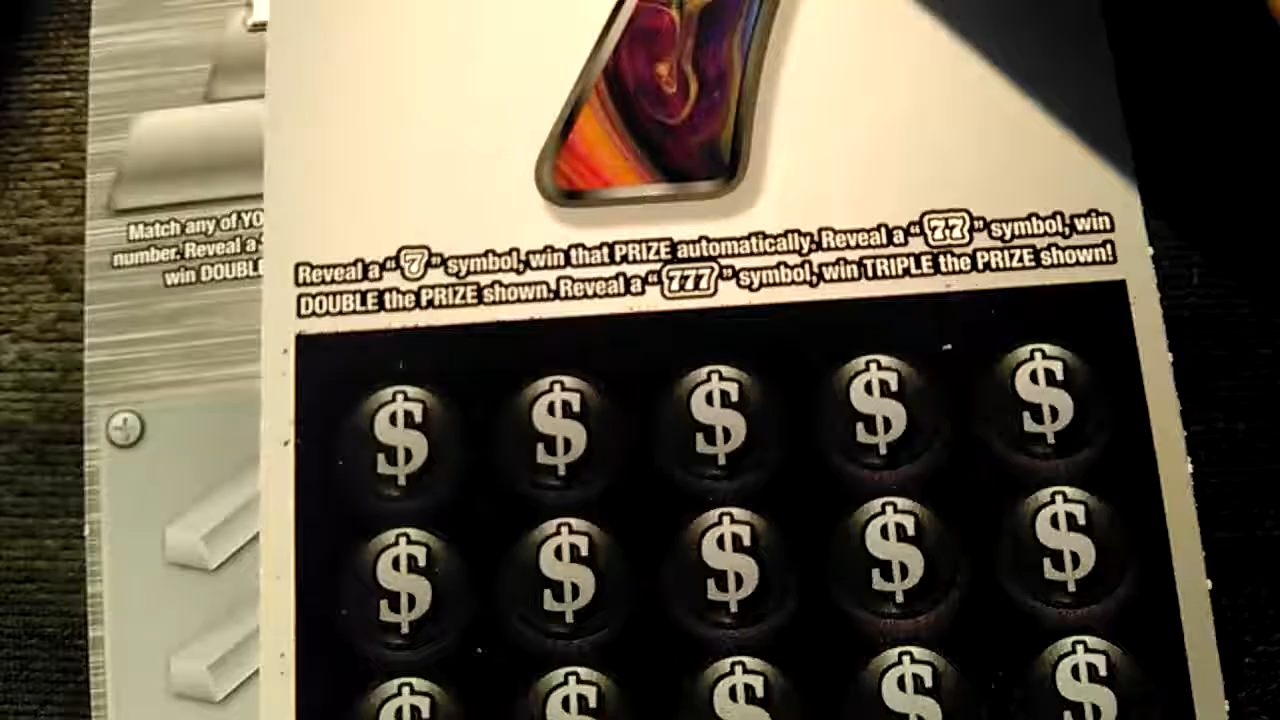 Match any of YO
number. Reveal a
win DOUBLE
Reveal a "7" symbol, win that PRIZE automatically. Reveal a "77" symbol, win
DOUBLE the PRIZE shown. Reveal a "777" symbol, win TRIPLE the PRIZE shown!
$ $ $ $ $
$ $ $ $ $
$ $ $ $ $